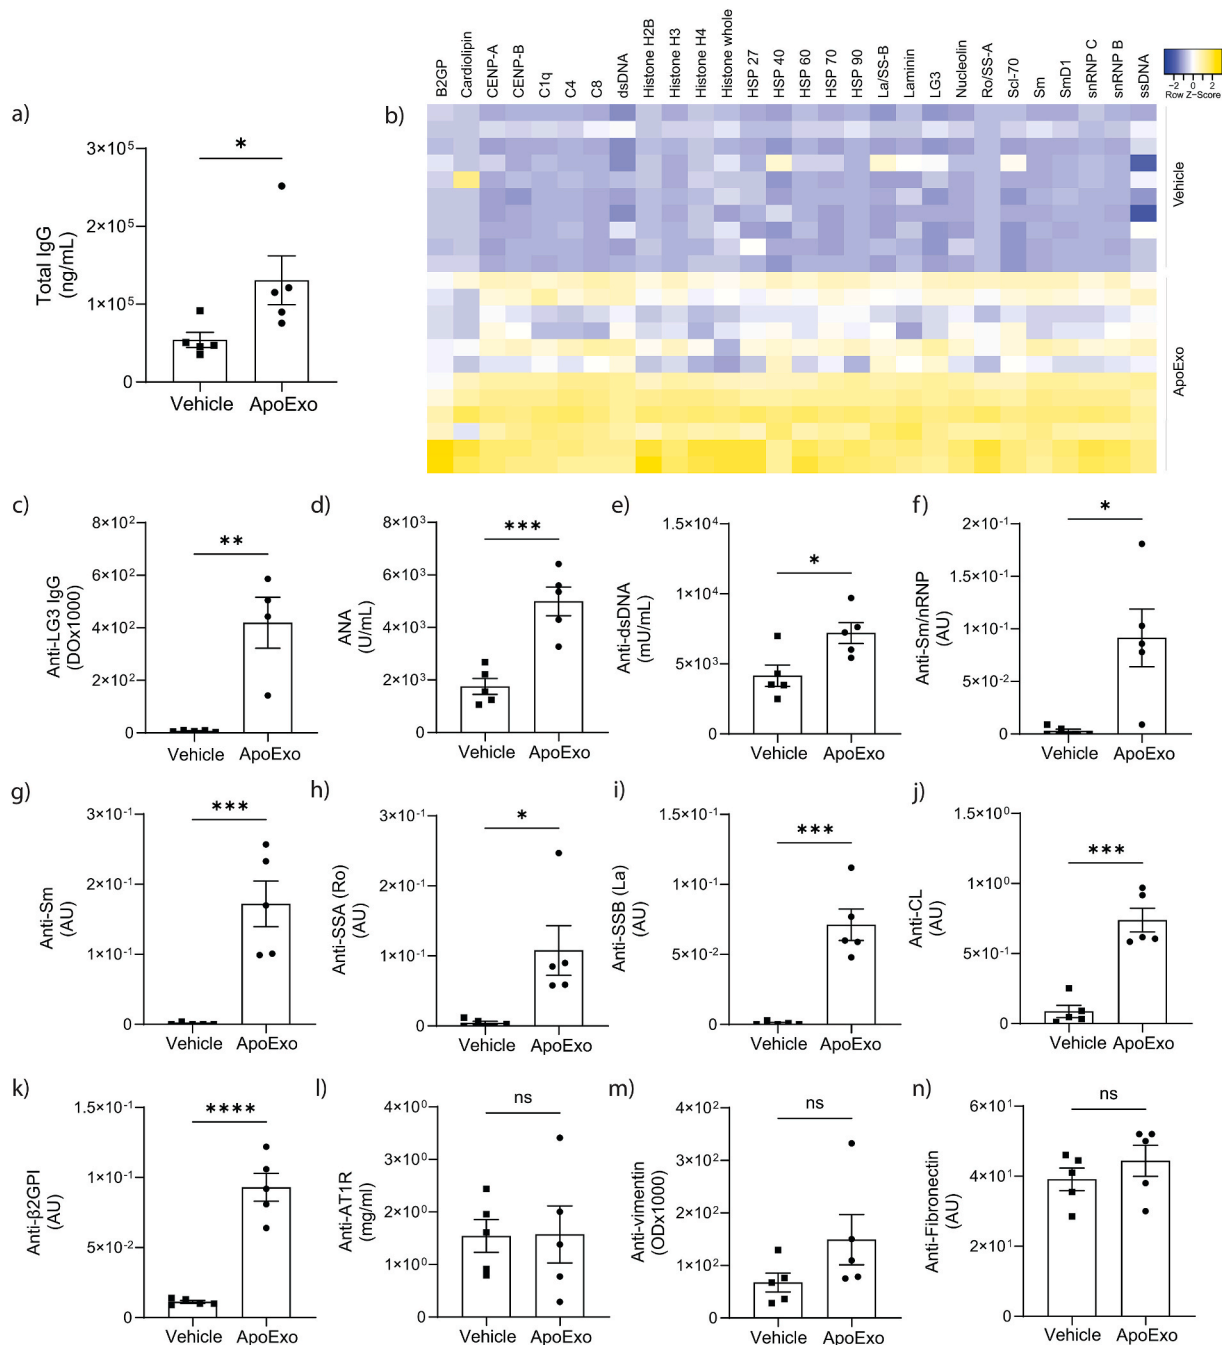 a)
Total IgG
(ng/mL)
3×10⁵
2×10⁵
1×10⁵
0
*
Vehicle
ApoExo
b)
B2GP
Cardiolipin
CENP-A
CENP-B
C1q
C4
C8
dsDNA
Histone H2B
Histone H3
Histone H4
Histone whole
HSP 27
HSP 40
HSP 60
HSP 70
HSP 90
La/SS-B
Laminin
LG3
Nucleolin
Ro/SS-A
Scl-70
Sm
SmD1
snRNP C
snRNP B
ssDNA
−2 0 2
Row Z-Score
Vehicle
ApoExo
c)
Anti-LG3 IgG
(DOx1000)
8×10²
6×10²
4×10²
2×10²
0
**
Vehicle
ApoExo
d)
ANA
(U/mL)
8×10³
6×10³
4×10³
2×10³
0
***
Vehicle
ApoExo
e)
Anti-dsDNA
(mU/mL)
1.5×10⁴
1×10⁴
5×10³
0
*
Vehicle
ApoExo
f)
Anti-Sm/nRNP
(AU)
2×10⁻¹
1.5×10⁻¹
1×10⁻¹
5×10⁻²
0
*
Vehicle
ApoExo
g)
Anti-Sm
(AU)
3×10⁻¹
2×10⁻¹
1×10⁻¹
0
***
Vehicle
ApoExo
h)
Anti-SSA (Ro)
(AU)
3×10⁻¹
2×10⁻¹
1×10⁻¹
0
*
Vehicle
ApoExo
i)
Anti-SSB (La)
(AU)
1.5×10⁻¹
1×10⁻¹
5×10⁻²
0
***
Vehicle
ApoExo
j)
Anti-CL
(AU)
1.5×10⁰
1×10⁰
5×10⁻¹
0
***
Vehicle
ApoExo
k)
Anti-β2GPI
(AU)
1.5×10⁻¹
1×10⁻¹
5×10⁻²
0
****
Vehicle
ApoExo
l)
Anti-AT1R
(mg/ml)
4×10⁰
3×10⁰
2×10⁰
1×10⁰
0
ns
Vehicle
ApoExo
m)
Anti-vimentin
(ODx1000)
4×10²
3×10²
2×10²
1×10²
0
ns
Vehicle
ApoExo
n)
Anti-Fibronectin
(AU)
6×10¹
4×10¹
2×10¹
0
ns
Vehicle
ApoExo